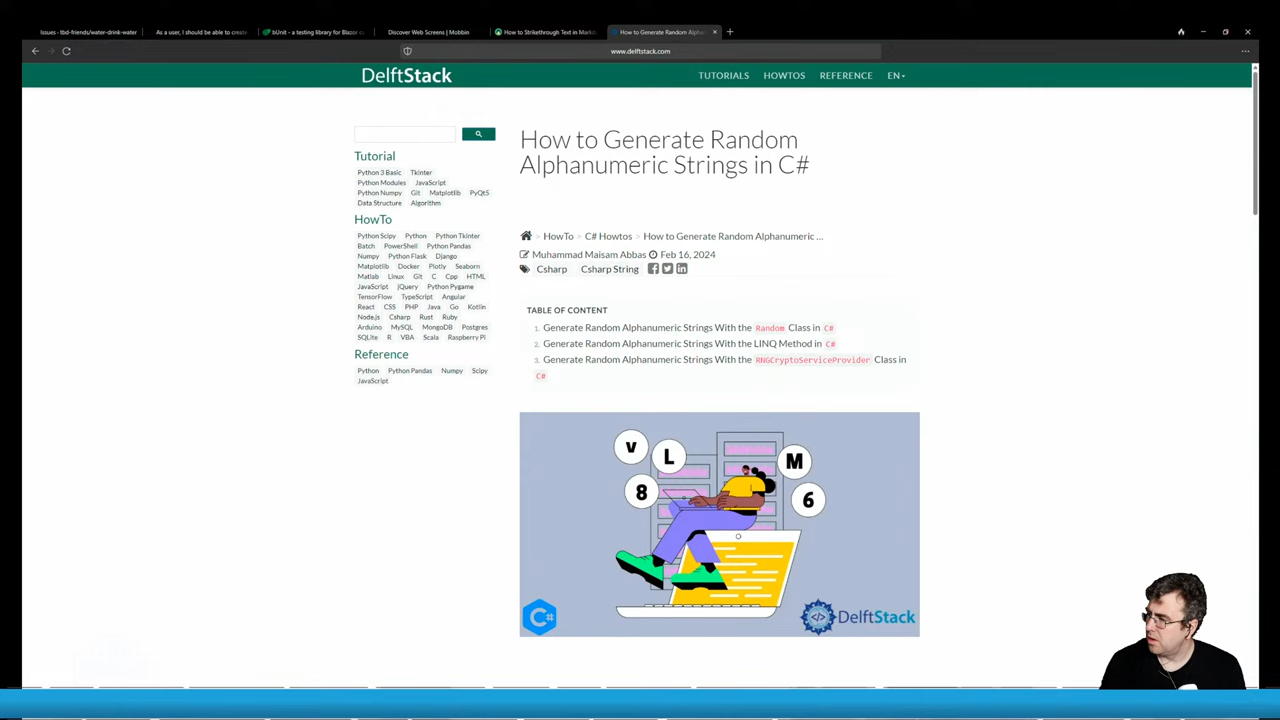 Issues · tbd-friends/water-drink-water
As a user, I should be able to create
bUnit - a testing library for Blazor c
Discover Web Screens | Mobbin
How to Strikethrough Text in Mark
How to Generate Random Alpha
www.delftstack.com
DelftStack
TUTORIALS HOWTOS REFERENCE EN
How to Generate Random
Alphanumeric Strings in C#
Tutorial
Python 3 Basic Tkinter
Python Modules JavaScript
Python Numpy Git Matplotlib PyQt5
Data Structure Algorithm
HowTo
Python Scipy Python Python Tkinter
Batch PowerShell Python Pandas
Numpy Python Flask Django
Matplotlib Docker Plotly Seaborn
Matlab Linux Git C Cpp HTML
JavaScript jQuery Python Pygame
TensorFlow TypeScript Angular
React CSS PHP Java Go Kotlin
Node.js Csharp Rust Ruby
Arduino MySQL MongoDB Postgres
SQLite R VBA Scala Raspberry Pi
Reference
Python Python Pandas Numpy Scipy
JavaScript
> HowTo > C# Howtos > How to Generate Random Alphanumeric ...
Muhammad Maisam Abbas Feb 16, 2024
Csharp Csharp String
TABLE OF CONTENT
1. Generate Random Alphanumeric Strings With the Random Class in C#
2. Generate Random Alphanumeric Strings With the LINQ Method in C#
3. Generate Random Alphanumeric Strings With the RNGCryptoServiceProvider Class in
C#
v
L
M
8
6
C#
</> DelftStack